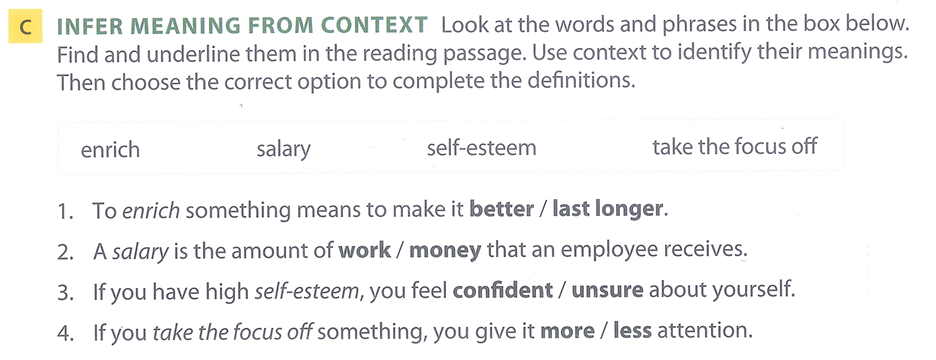 C INFER MEANING FROM CONTEXT Look at the words and phrases in the box below.
Find and underline them in the reading passage. Use context to identify their meanings.
Then choose the correct option to complete the definitions.
enrich salary self-esteem take the focus off
1. To enrich something means to make it better / last longer.
2. A salary is the amount of work / money that an employee receives.
3. If you have high self-esteem, you feel confident / unsure about yourself.
4. If you take the focus off something, you give it more / less attention.